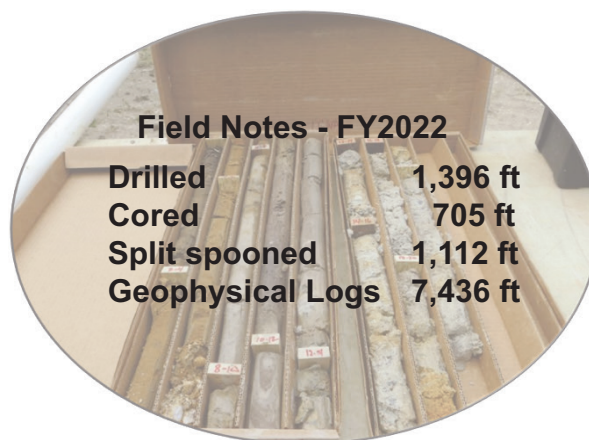 Field Notes - FY2022
Drilled 1,396 ft
Cored 705 ft
Split spooned 1,112 ft
Geophysical Logs 7,436 ft